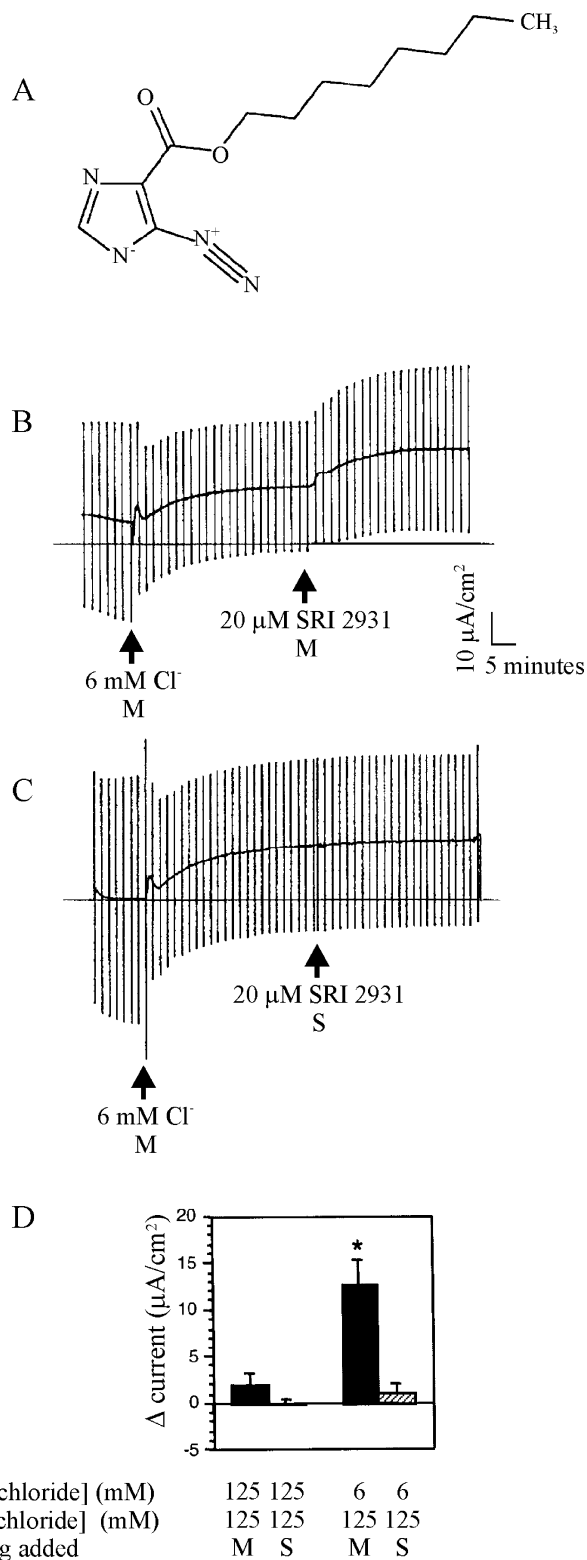 A
CH3
O
O
N
N-
N+
N
B
20 µM SRI 2931
M
6 mM Cl-
M
10 µA/cm2
5 minutes
C
20 µM SRI 2931
S
6 mM Cl-
M
D
Δ current (µA/cm2)
20
15
10
5
0
-5
*
chloride] (mM) 125 125 6 6
chloride] (mM) 125 125 125 125
g added M S M S